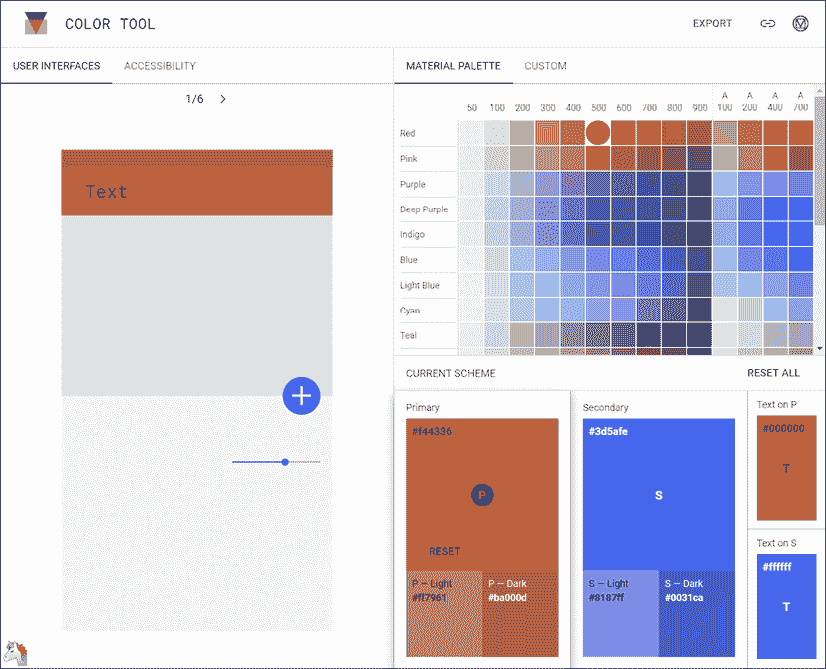 COLOR TOOL
EXPORT
USER INTERFACES ACCESSIBILITY
1/6
Text
MATERIAL PALETTE CUSTOM
50 100 200 300 400 500 600 700 800 900 A 100 A 200 A 400 A 700
Red
Pink
Purple
Deep Purple
Indigo
Blue
Light Blue
Cyan
Teal
CURRENT SCHEME RESET ALL
Primary
#f44336
P
RESET
P — Light
#ff7961
P — Dark
#ba000d
Secondary
#3d5afe
S
S — Light
#8187ff
S — Dark
#0031ca
Text on P
#000000
T
Text on S
#ffffff
T